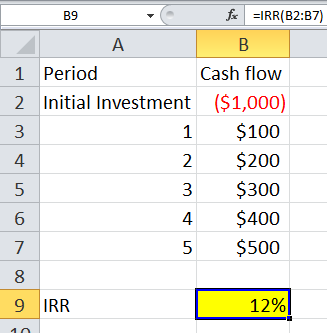 B9 fx =IRR(B2:B7)
A B
1 Period Cash flow
2 Initial Investment ($1,000)
3 1 $100
4 2 $200
5 3 $300
6 4 $400
7 5 $500
8
9 IRR 12%
10